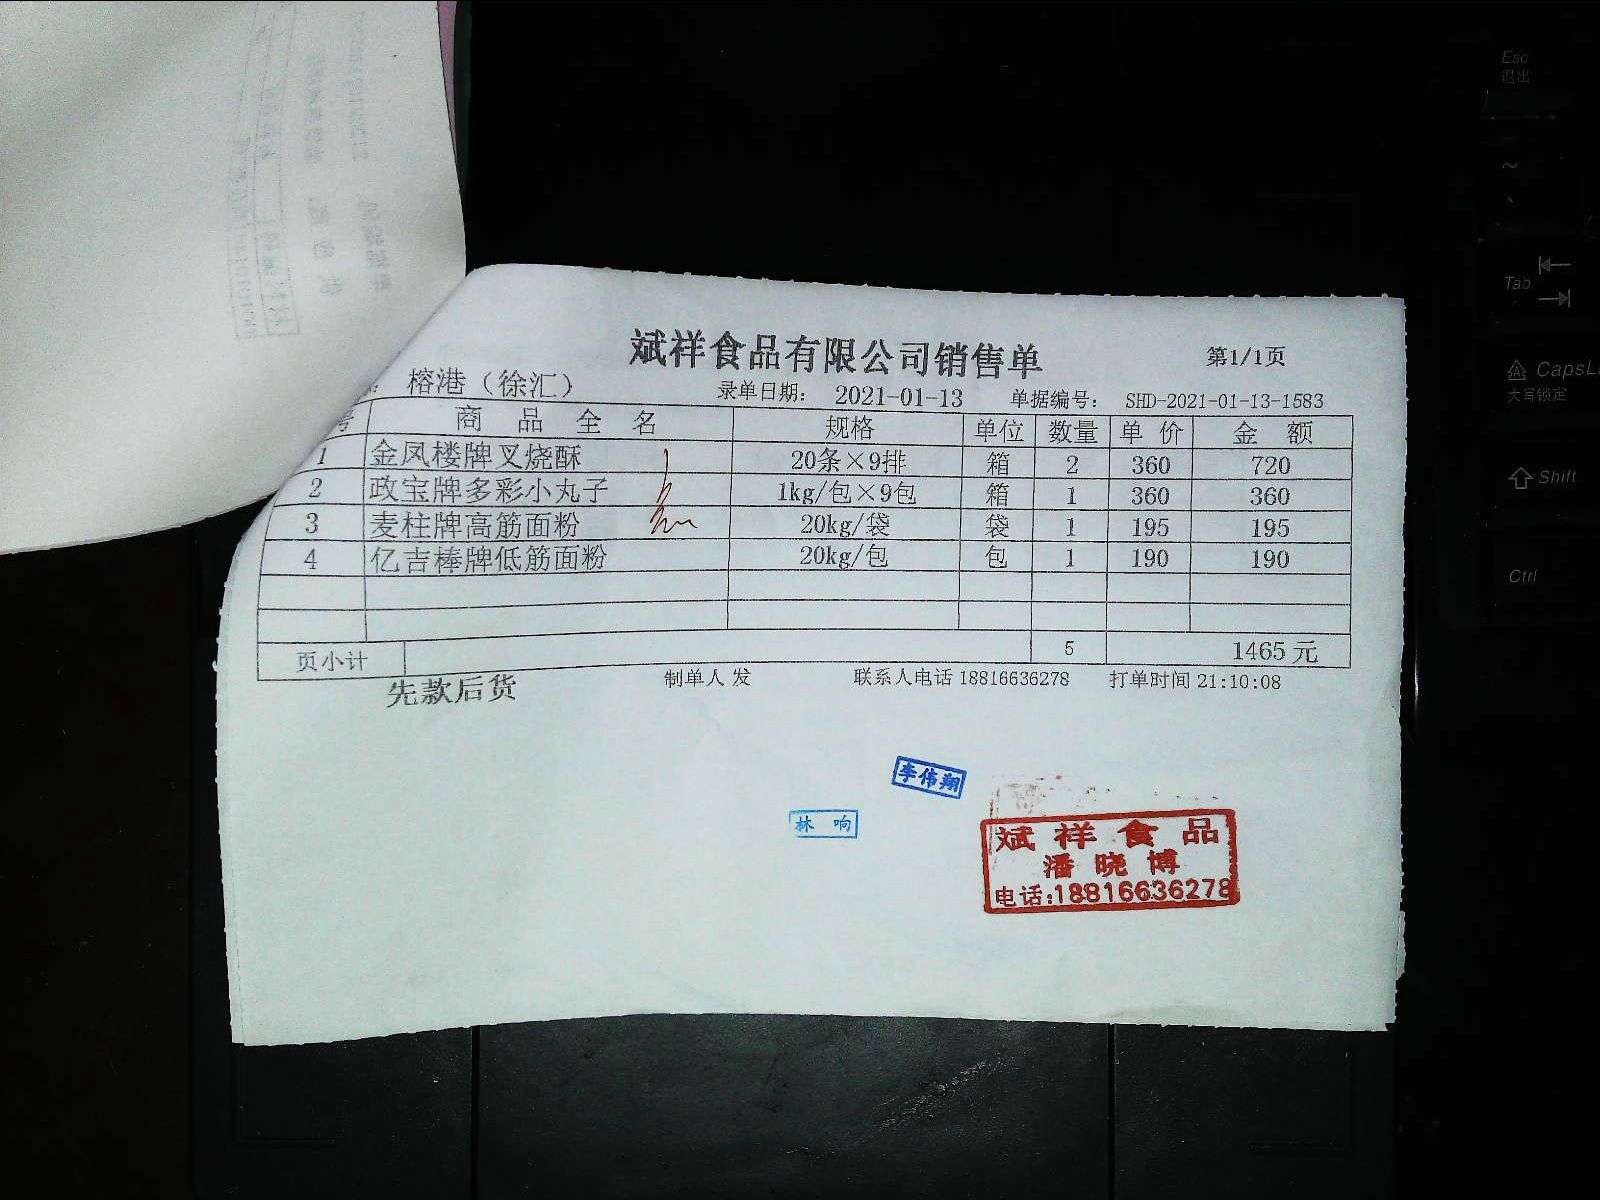 斌祥食品有限公司销售单
第1/1页
榕港（徐汇） 录单日期： 2021-01-13 单据编号： SHD-2021-01-13-1583
号 商品全名 规格 单位 数量 单价 金额
1 金凤楼牌叉烧酥 20条×9排 箱 2 360 720
2 政宝牌多彩小丸子 1kg/包×9包 箱 1 360 360
3 麦柱牌高筋面粉 20kg/袋 袋 1 195 195
4 亿吉棒牌低筋面粉 20kg/包 包 1 190 190
页小计 5 1465元
先款后货 制单人 发 联系人电话 18816636278 打单时间 21:10:08
李伟翔
林响
斌祥食品
潘晓博
电话:18816636278
Esc
退出
~
Tab
CapsL
大写锁定
Shift
Ctrl